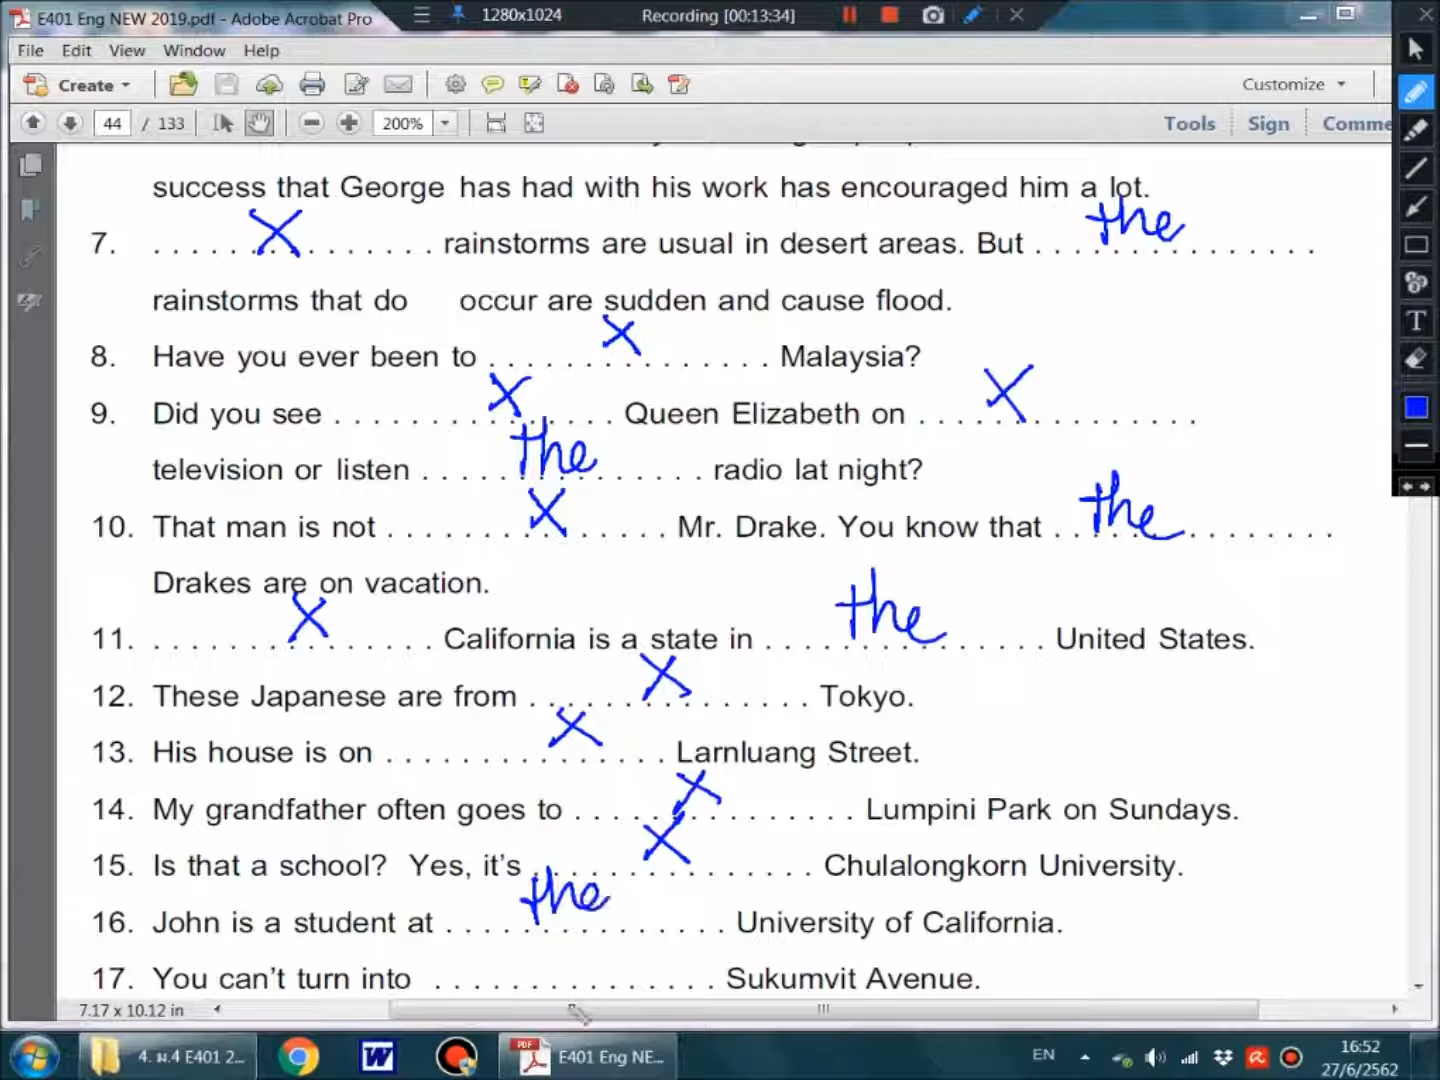 E401 Eng NEW 2019.pdf - Adobe Acrobat Pro
1280x1024
Recording [00:13:34]
File Edit View Window Help
Create
Customize
44 / 133
200%
Tools Sign Comme
success that George has had with his work has encouraged him a lot.
7. . . . . . X . . . . . rainstorms are usual in desert areas. But . . . the . . . .
rainstorms that do occur are sudden and cause flood.
8. Have you ever been to . . . . . X . . . . . Malaysia?
9. Did you see . . . . . X . . . . . Queen Elizabeth on . . . . X . . . . .
television or listen . . . . the . . . . radio lat night?
10. That man is not . . . . . X . . . . . Mr. Drake. You know that . . the . . . . .
Drakes are on vacation.
11. . . . . . X . . . . . California is a state in . . . . the . . . . United States.
12. These Japanese are from . . . . . X . . . . . Tokyo.
13. His house is on . . . . . X . . . . . Larnluang Street.
14. My grandfather often goes to . . . . . X . . . . . Lumpini Park on Sundays.
15. Is that a school? Yes, it's . . . . . X . . . . . Chulalongkorn University.
16. John is a student at . . . . the . . . . University of California.
17. You can't turn into . . . . . . . . . . . . . . . Sukumvit Avenue.
7.17 x 10.12 in
4. ม.4 E401 2...
E401 Eng NE...
EN
16:52
27/6/2562